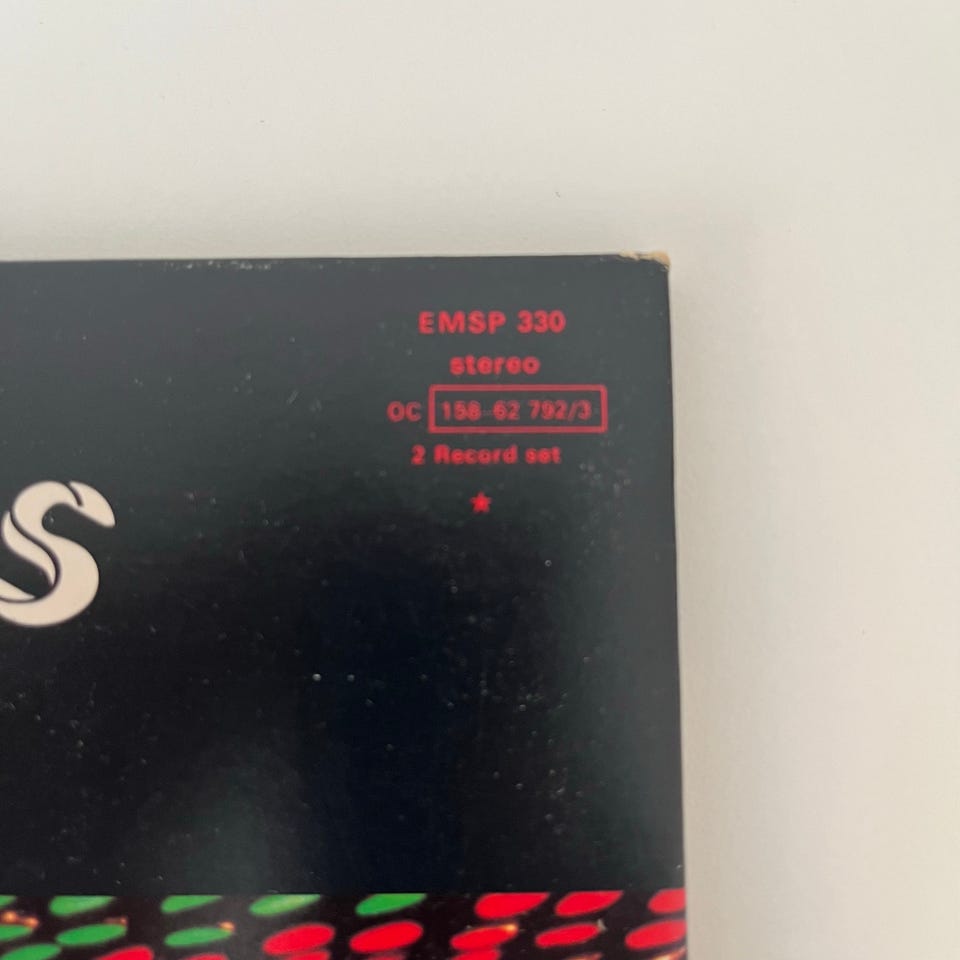 EMSP 330
stereo
OC 158-62 792/3
2 Record set
S